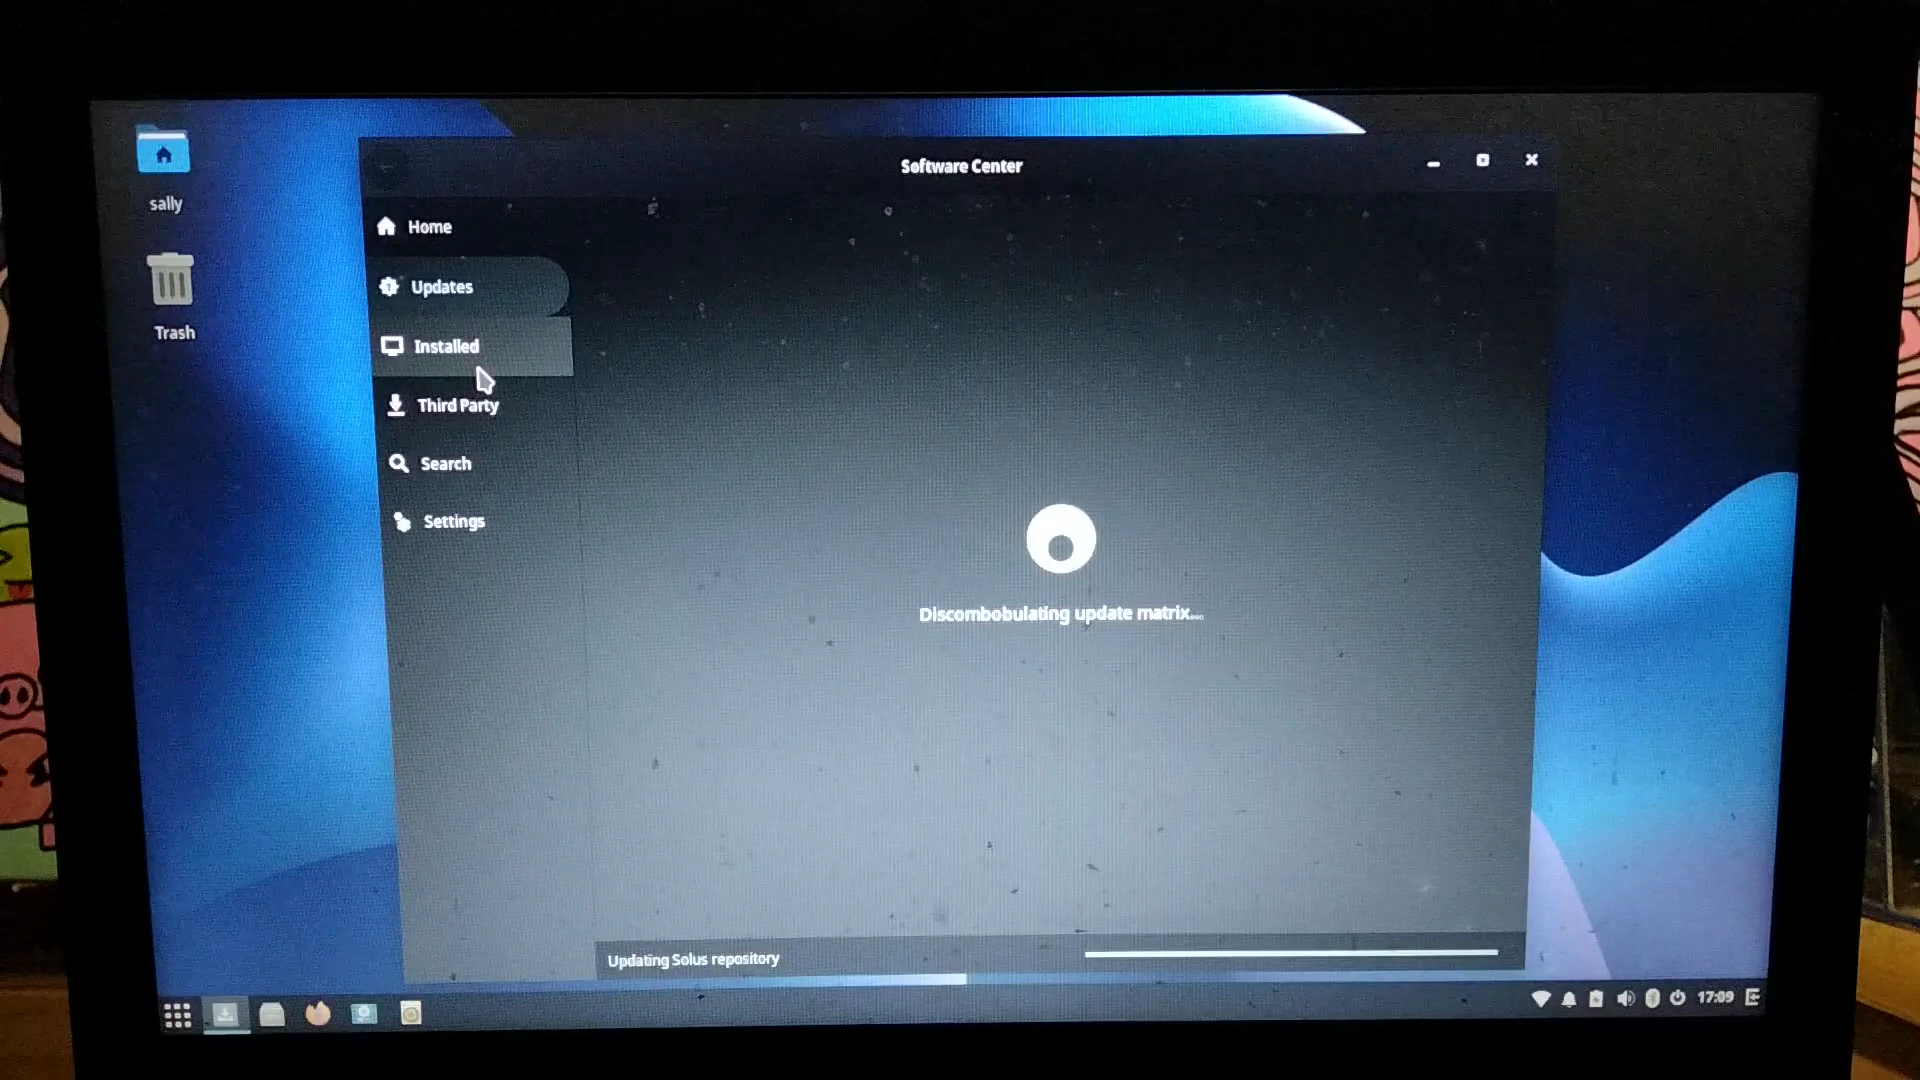 sally
Trash
Software Center
Home
Updates
Installed
Third Party
Search
Settings
Discombobulating update matrix...
Updating Solus repository
17:09